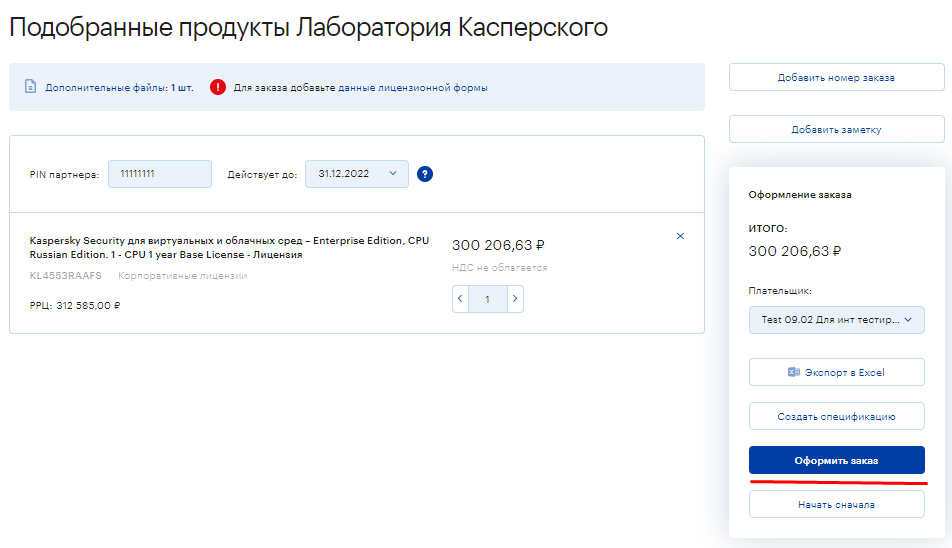 Подобранные продукты Лаборатория Касперского
Дополнительные файлы: 1 шт.
! Для заказа добавьте данные лицензионной формы
Добавить номер заказа
Добавить заметку
PIN партнера: 11111111 Действует до: 31.12.2022 ?
Kaspersky Security для виртуальных и облачных сред – Enterprise Edition, CPU
Russian Edition. 1 - CPU 1 year Base License - Лицензия
KL4553RAAFS Корпоративные лицензии
РРЦ: 312 585,00 ₽
300 206,63 ₽
НДС не облагается
1
Оформление заказа
ИТОГО:
300 206,63 ₽
Плательщик:
Test 09.02 Для инт тестир...
Экспорт в Excel
Создать спецификацию
Оформить заказ
Начать сначала